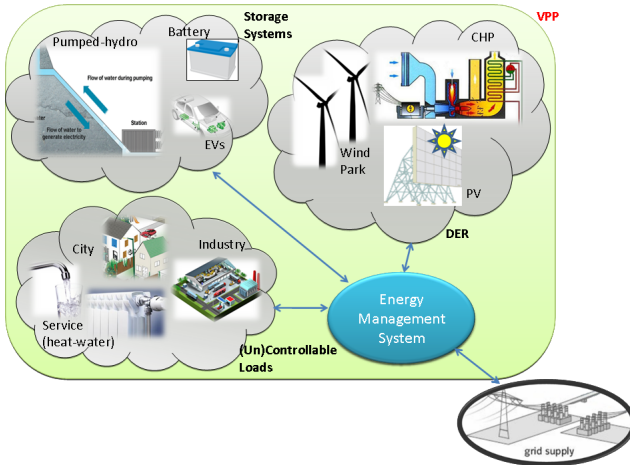 Storage
Systems
VPP
Pumped-hydro
Battery
CHP
Flow of water during pumping
Station
Flow of water to
generate electricity
EVs
Wind
Park
PV
DER
City
Industry
Service
(heat-water)
(Un)Controllable
Loads
Energy
Management
System
grid supply